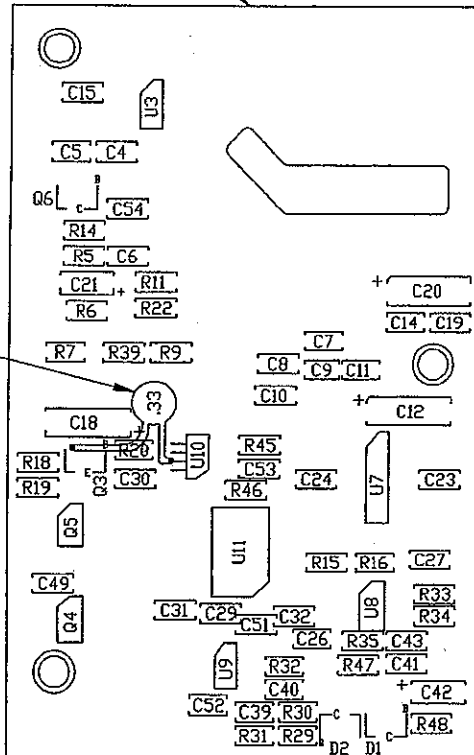 C15
U3
C5 C4
Q6 B
C
C54
R14
R5 C6
C21 + R11
R6 R22
+ C20
C14 C19
R7 R39 R9
C7
C8 C9 C11
C10
.33
+ C12
C18 +
B
R20 U10
R18
E
R19 Q3 C30
R45
C53
R46
C24 U7 C23
Q5
U11
R15 R16 C27
C49
Q4
C31 C29 C32
C51
U8 R33
R34
C26 R35 C43
U9 R32 R47 C41
C40
C52 C39 R30
+ C42
R31 R29
C
B D2 D1
B
C
R48